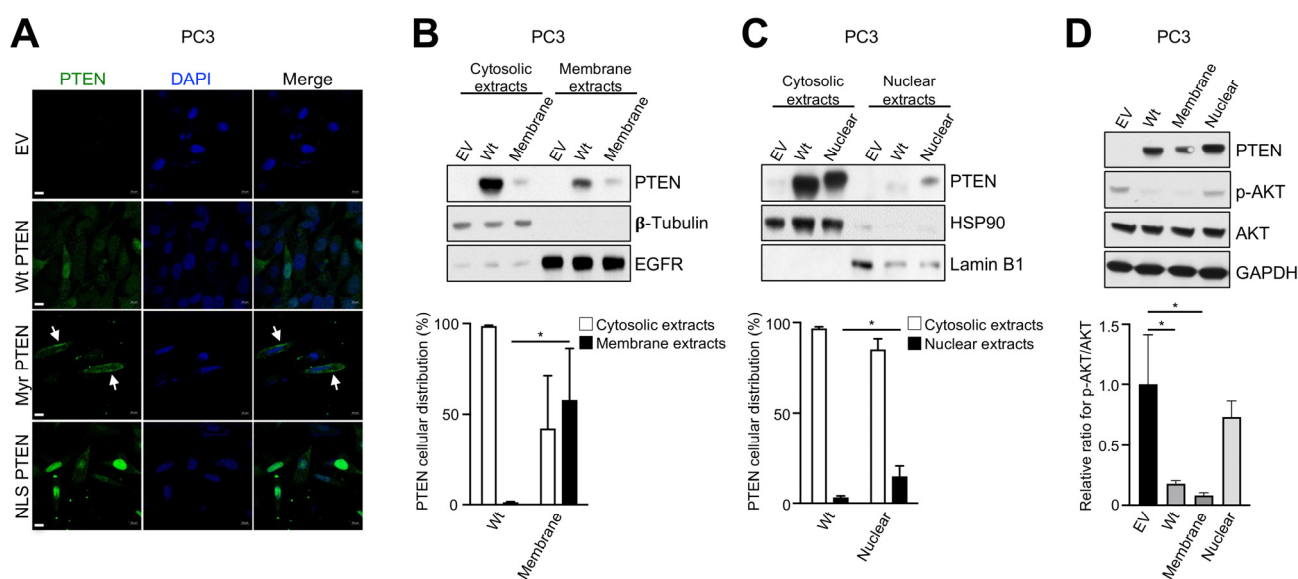 A
PC3
PTEN DAPI Merge
EV
Wt PTEN
Myr PTEN
NLS PTEN
B
PC3
Cytosolic extracts
Membrane extracts
EV Wt Membrane EV Wt Membrane
PTEN
β-Tubulin
EGFR
PTEN cellular distribution (%)
100
50
0
*
Cytosolic extracts
Membrane extracts
Wt
Membrane
C
PC3
Cytosolic extracts
Nuclear extracts
EV Wt Nuclear EV Wt Nuclear
PTEN
HSP90
Lamin B1
PTEN cellular distribution (%)
100
50
0
*
Cytosolic extracts
Nuclear extracts
Wt
Nuclear
D
PC3
EV Wt Membrane Nuclear
PTEN
p-AKT
AKT
GAPDH
Relative ratio for p-AKT/AKT
1.5
1.0
0.5
0
*
*
EV
Wt
Membrane
Nuclear